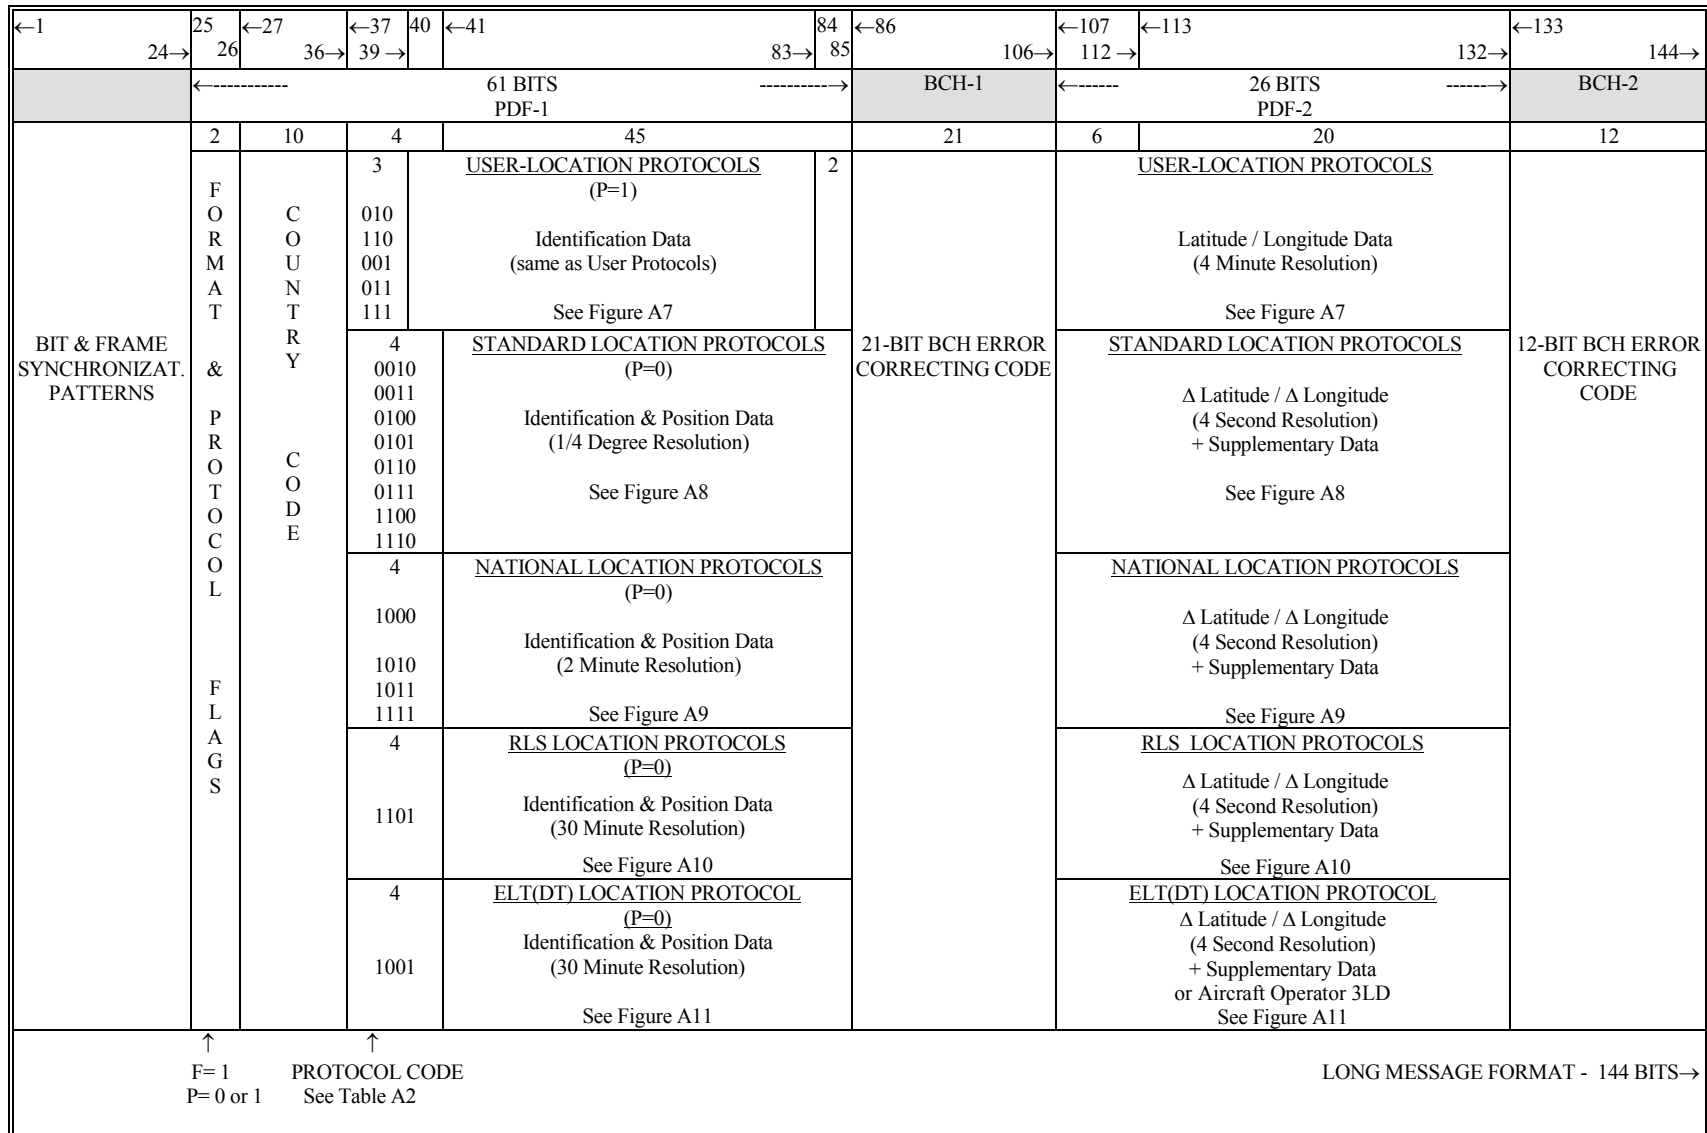 ←1 25 ←27 ←37 40 ←41 84 ←86 ←107 ←113 ←133
24→ 26 36→ 39 → 83→ 85 106→ 112 → 132→ 144→
←----------- 61 BITS ----------→ BCH-1 ←------ 26 BITS ------→ BCH-2
PDF-1 PDF-2
2 10 4 45 21 6 20 12
BIT & FRAME
SYNCHRONIZAT.
PATTERNS
F
O
R
M
A
T
&
P
R
O
T
O
C
O
L
F
L
A
G
S
C
O
U
N
T
R
Y
C
O
D
E
3
010
110
001
011
111
USER-LOCATION PROTOCOLS
(P=1)
Identification Data
(same as User Protocols)
See Figure A7
2
4
0010
0011
0100
0101
0110
0111
1100
1110
STANDARD LOCATION PROTOCOLS
(P=0)
Identification & Position Data
(1/4 Degree Resolution)
See Figure A8
4
1000
1010
1011
1111
NATIONAL LOCATION PROTOCOLS
(P=0)
Identification & Position Data
(2 Minute Resolution)
See Figure A9
4
1101
RLS LOCATION PROTOCOLS
(P=0)
Identification & Position Data
(30 Minute Resolution)
See Figure A10
4
1001
ELT(DT) LOCATION PROTOCOL
(P=0)
Identification & Position Data
(30 Minute Resolution)
See Figure A11
21-BIT BCH ERROR
CORRECTING CODE
USER-LOCATION PROTOCOLS
Latitude / Longitude Data
(4 Minute Resolution)
See Figure A7
STANDARD LOCATION PROTOCOLS
Δ Latitude / Δ Longitude
(4 Second Resolution)
+ Supplementary Data
See Figure A8
NATIONAL LOCATION PROTOCOLS
Δ Latitude / Δ Longitude
(4 Second Resolution)
+ Supplementary Data
See Figure A9
RLS LOCATION PROTOCOLS
Δ Latitude / Δ Longitude
(4 Second Resolution)
+ Supplementary Data
See Figure A10
ELT(DT) LOCATION PROTOCOL
Δ Latitude / Δ Longitude
(4 Second Resolution)
+ Supplementary Data
or Aircraft Operator 3LD
See Figure A11
12-BIT BCH ERROR
CORRECTING
CODE
↑ ↑
F= 1 PROTOCOL CODE LONG MESSAGE FORMAT - 144 BITS→
P= 0 or 1 See Table A2